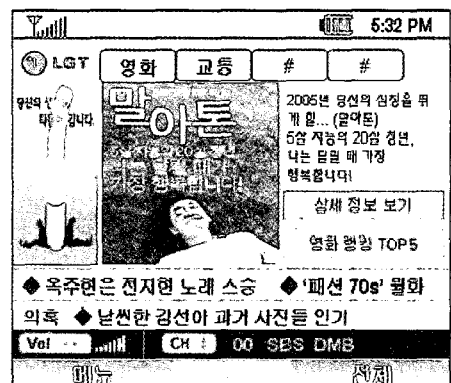 5:32 PM
LGT 영화 교통 # #
말아톤
2005년 당신의 심장을 뛰
게 할... (말아톤)
5살 지능의 20살 청년,
나는 달릴 때 가장
행복합니다!
상세 정보 보기
영화 랭킹 TOP5
◆ 옥주현은 전지현 노래 스승 ◆ '패션 70s' 월화
의혹 ◆ 날씬한 김선아 과거 사진들 인기
Vol CH 00 SBS DMB
메뉴